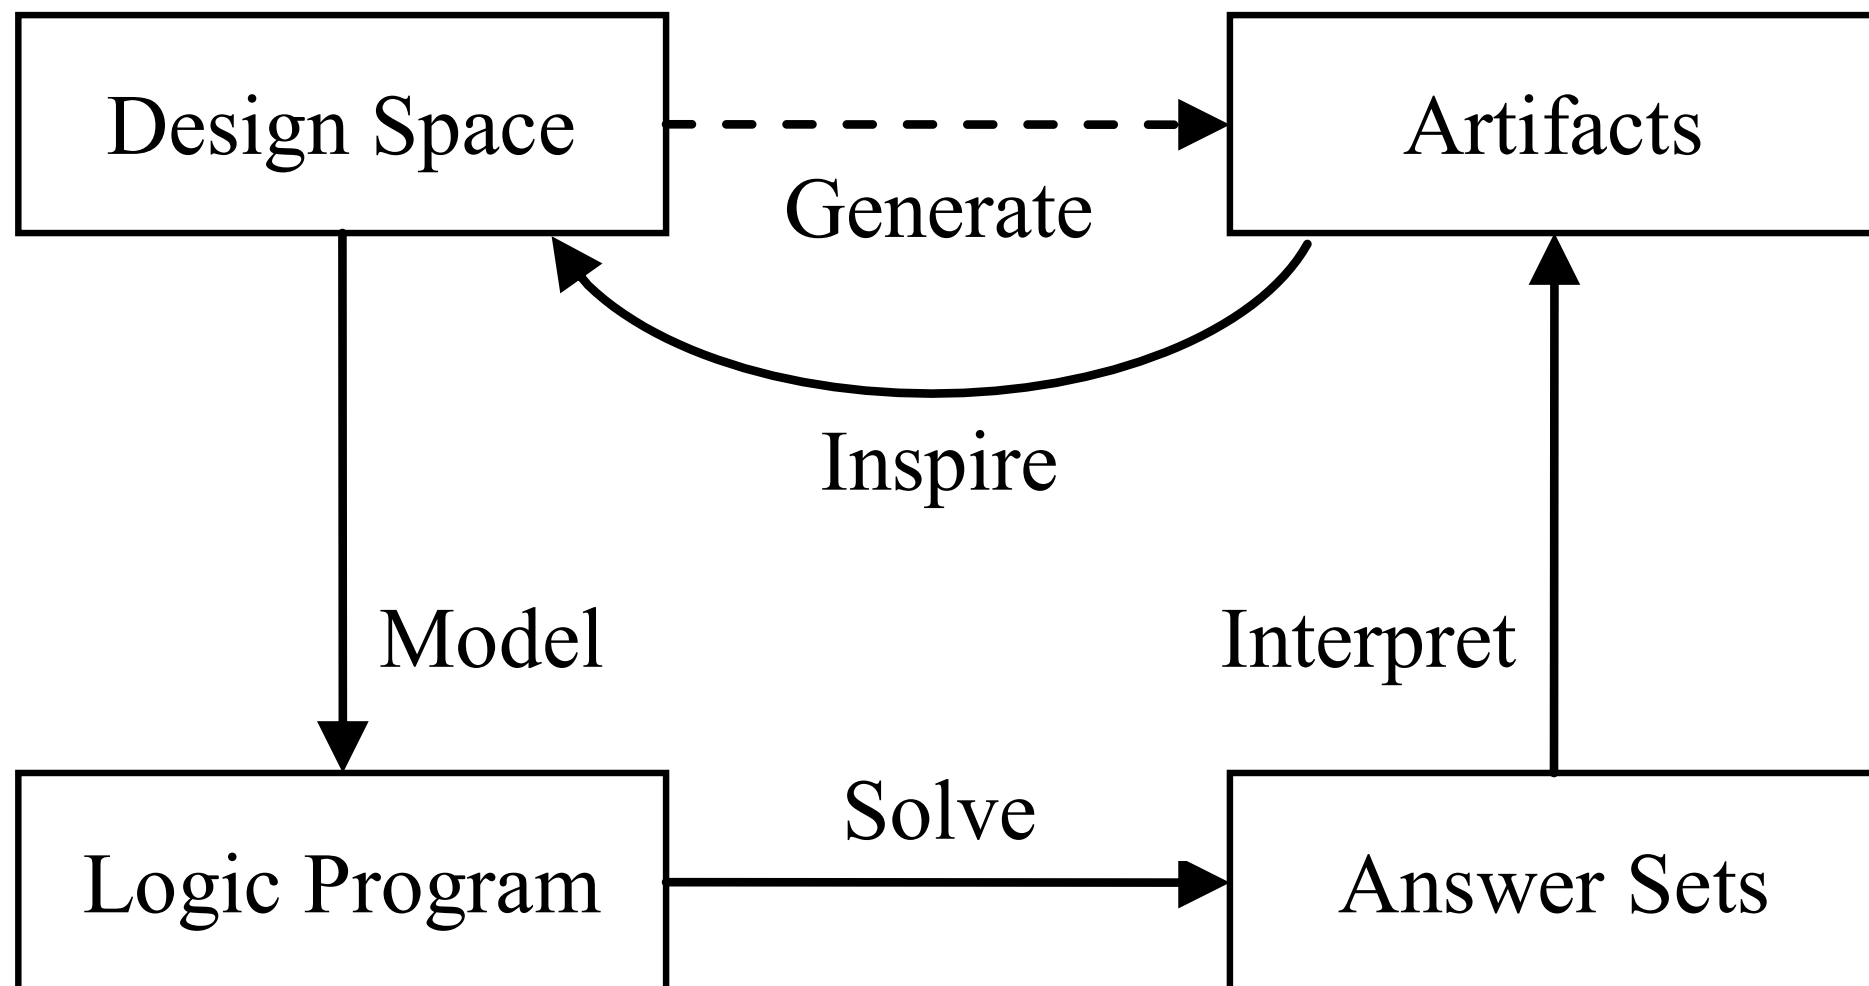 Design Space
Artifacts
Generate
Inspire
Model
Interpret
Solve
Logic Program
Answer Sets